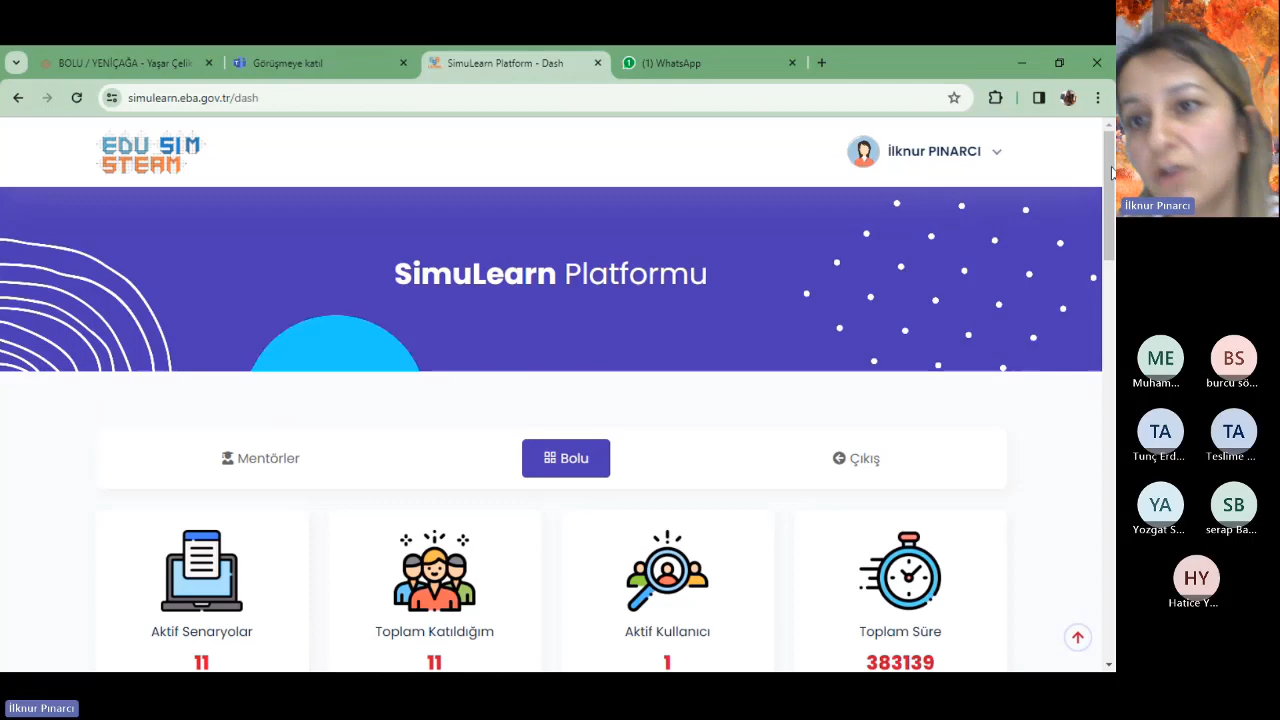 BOLU / YENİÇAĞA - Yaşar Çelik
Görüşmeye katıl
SimuLearn Platform - Dash
(1) WhatsApp
simulearn.eba.gov.tr/dash
EDU SIM
STEAM
İlknur PINARCI
İlknur Pınarcı
SimuLearn Platformu
Mentörler
Bolu
Çıkış
Aktif Senaryolar
11
Toplam Katıldığım
11
Aktif Kullanıcı
1
Toplam Süre
383139
ME
Muham...
BS
burcu sö...
TA
Tunç Erd...
TA
Teslime ...
YA
Yozgat S...
SB
serap Ba...
HY
Hatice Y...
İlknur Pınarcı